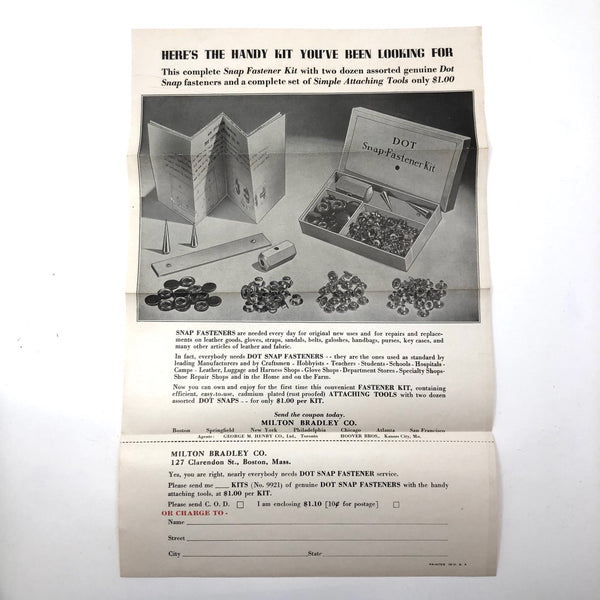 HERE'S THE HANDY KIT YOU'VE BEEN LOOKING FOR
This complete Snap Fastener Kit with two dozen assorted genuine Dot
Snap fasteners and a complete set of Simple Attaching Tools only $1.00
DOT
Snap-Fastener Kit
SNAP FASTENERS are needed every day for original new uses and for repairs and replace-
ments on leather goods, gloves, straps, sandals, belts, galoshes, handbags, purses, key cases, and
many other articles of leather and fabric.
In fact, everybody needs DOT SNAP FASTENERS -- they are the ones used as standard by
leading Manufacturers and by Craftsmen - Hobbyists - Teachers - Students - Schools - Hospitals -
Camps - Leather, Luggage and Harness Shops - Glove Shops - Department Stores - Specialty Shops-
Shoe Repair Shops and in the Home and on the Farm.
Now you can own and enjoy for the first time this convenient FASTENER KIT, containing
efficient, easy-to-use, cadmium plated (rust proofed) ATTACHING TOOLS with two dozen
assorted DOT SNAPS -- for only $1.00 per KIT.
Send the coupon today.
MILTON BRADLEY CO.
Boston Springfield New York Philadelphia Chicago Atlanta San Francisco
Agents: GEORGE M. HENRY CO., Ltd., Toronto HOOVER BROS., Kansas City, Mo.
MILTON BRADLEY CO.
127 Clarendon St., Boston, Mass.
Yes, you are right, nearly everybody needs DOT SNAP FASTENER service.
Please send me ____ KITS (No. 9921) of genuine DOT SNAP FASTENERS with the handy
attaching tools, at $1.00 per KIT.
Please send C. O. D. I am enclosing $1.10 [10¢ for postage]
OR CHARGE TO -
Name
Street
City State
PRINTED IN U. S. A.